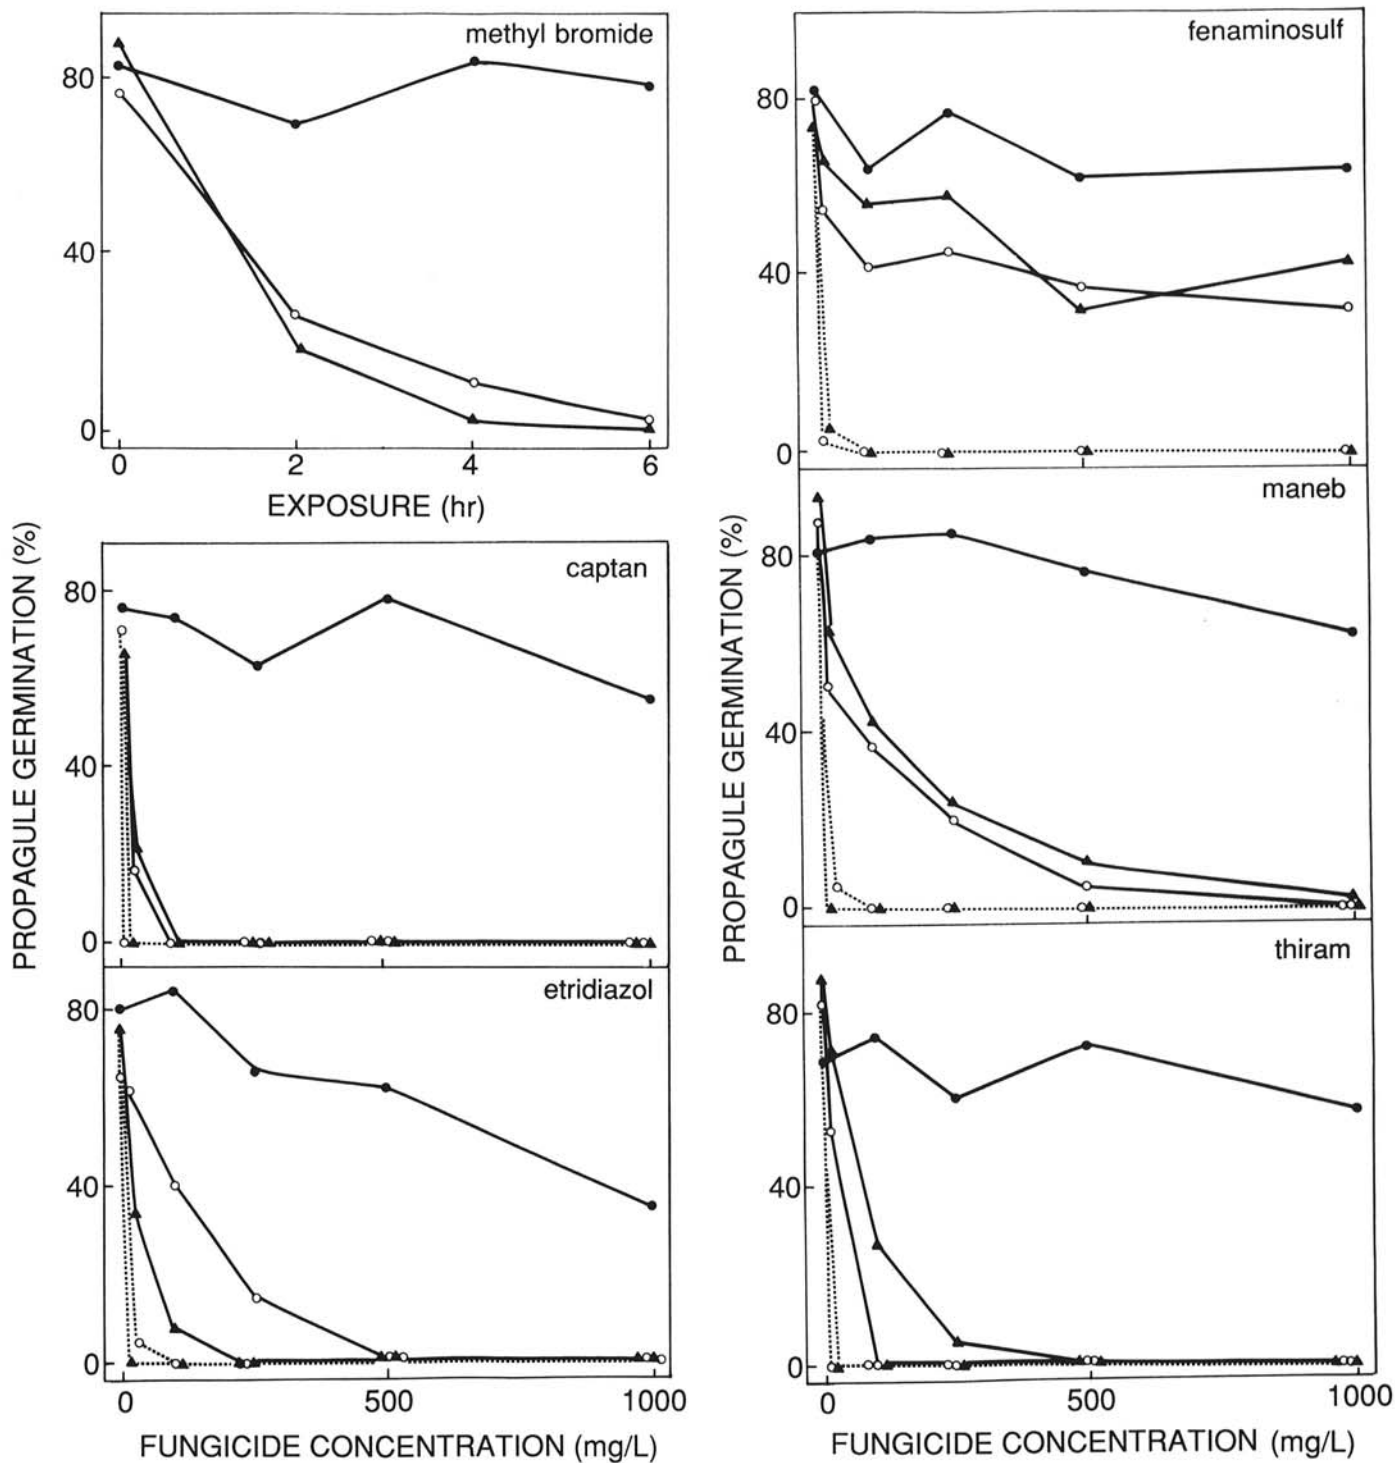 methyl bromide
80
40
0
0 2 4 6
EXPOSURE (hr)
PROPAGULE GERMINATION (%)
captan
80
40
0
etridiazol
80
40
0
0 500 1000
FUNGICIDE CONCENTRATION (mg/L)
fenaminosulf
80
40
0
PROPAGULE GERMINATION (%)
maneb
80
40
0
thiram
80
40
0
0 500 1000
FUNGICIDE CONCENTRATION (mg/L)